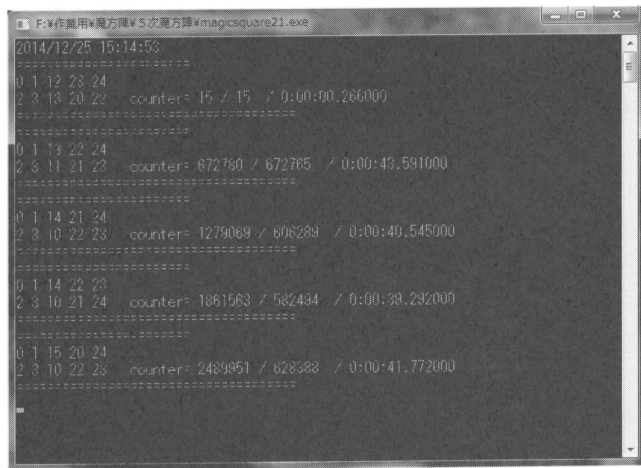 F:¥作業用¥魔方陣¥5次魔方陣¥magicsquare21.exe
2014/12/25 15:14:53
=======================
0 1 12 23 24
2 3 13 20 22   counter= 15 / 15  / 0:00:00.266000
=====================================
=======================
0 1 13 22 24
2 3 11 21 23   counter= 672780 / 672765  / 0:00:43.591000
=====================================
=======================
0 1 14 21 24
2 3 10 22 23   counter= 1279069 / 606289  / 0:00:40.545000
=====================================
=======================
0 1 14 22 23
2 3 10 21 24   counter= 1861563 / 582494  / 0:00:39.292000
=====================================
=======================
0 1 15 20 24
2 3 10 22 23   counter= 2489951 / 628388  / 0:00:41.772000
=====================================